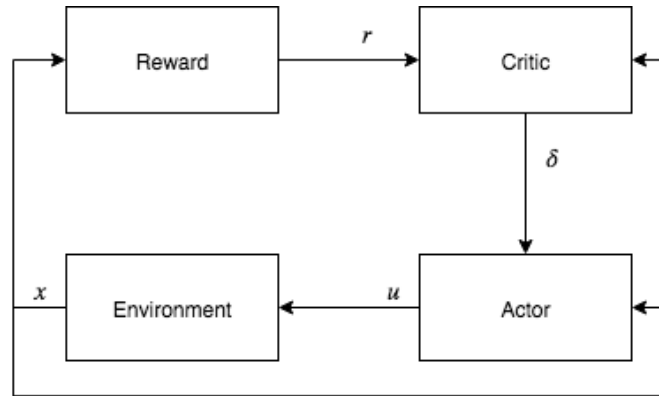 r
Reward
Critic
δ
x
u
Environment
Actor